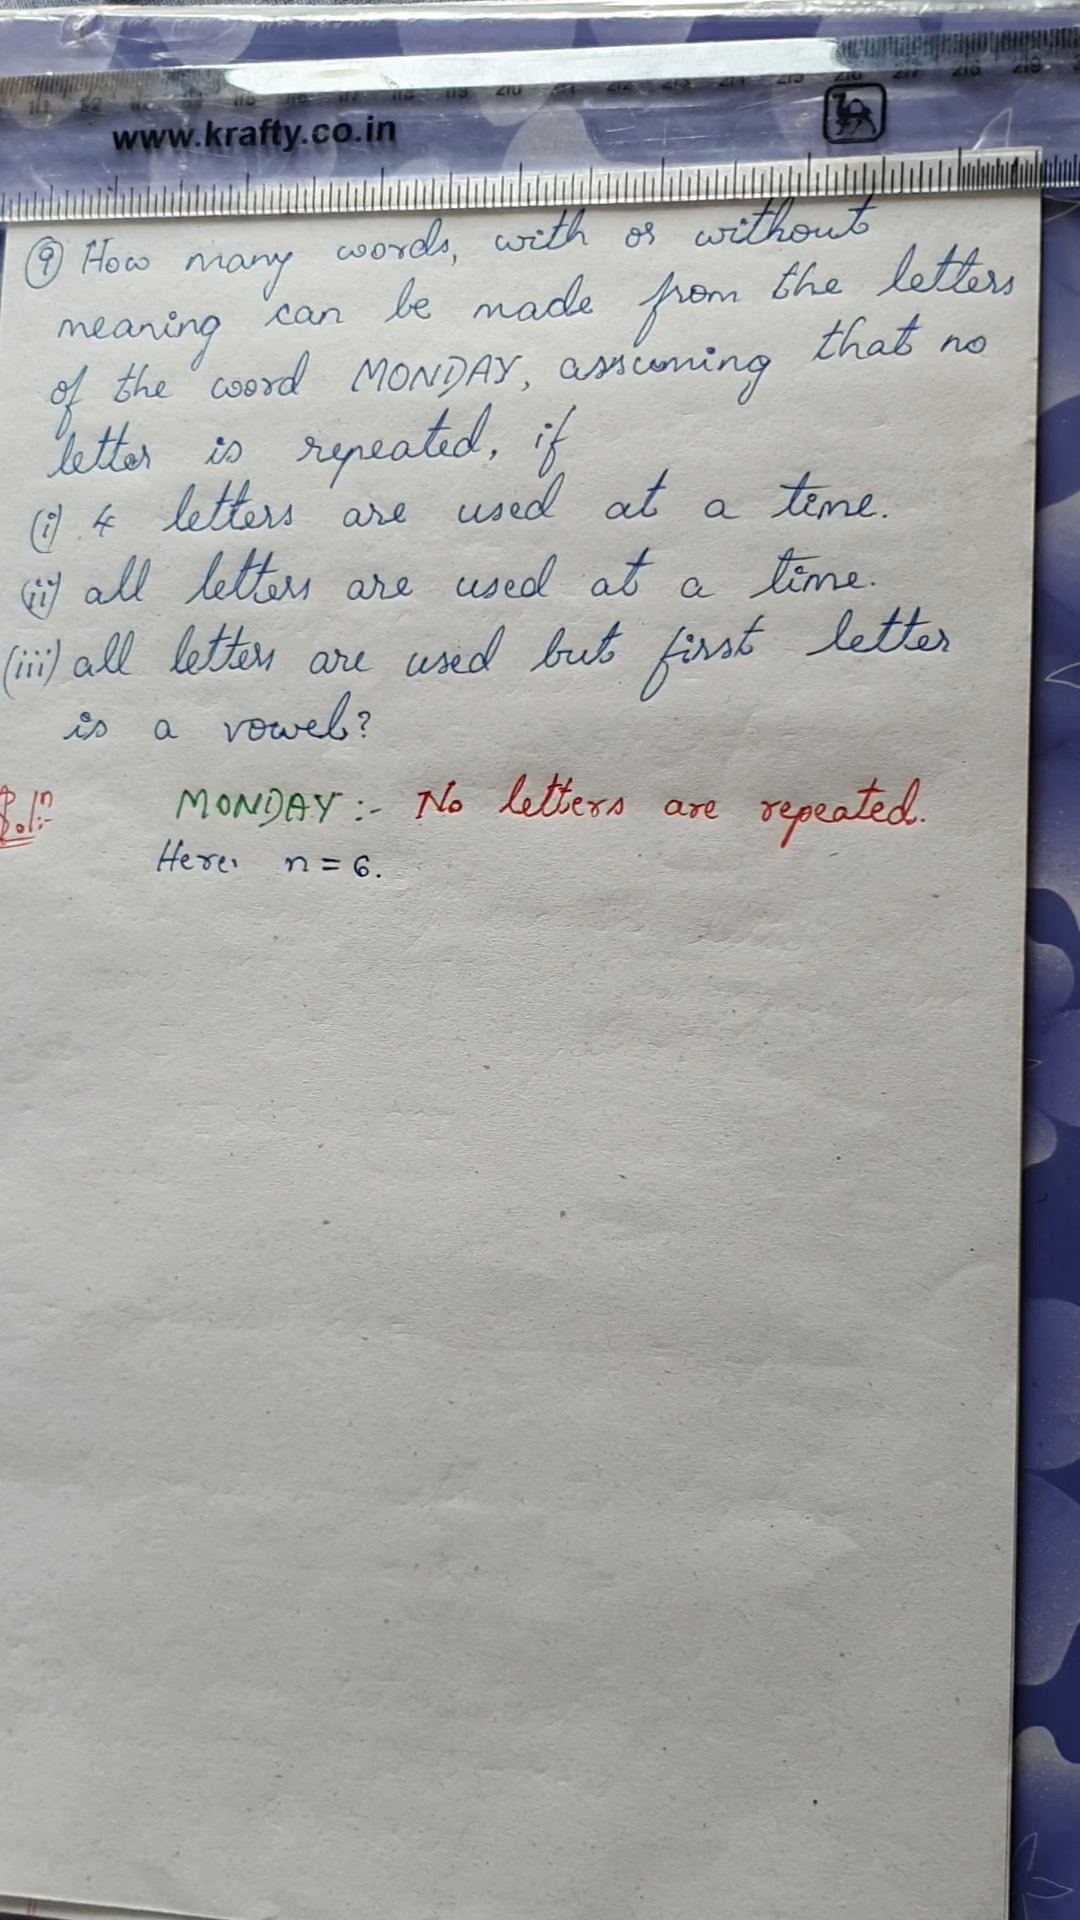 www.krafty.co.in
⑨ How many words, with or without
meaning can be made from the letters
of the word MONDAY, assuming that no
letter is repeated, if
(i) 4 letters are used at a time.
(ii) all letters are used at a time.
(iii) all letters are used but first letter
is a vowel?
Sol^n:- MONDAY :- No letters are repeated.
Here, n = 6.